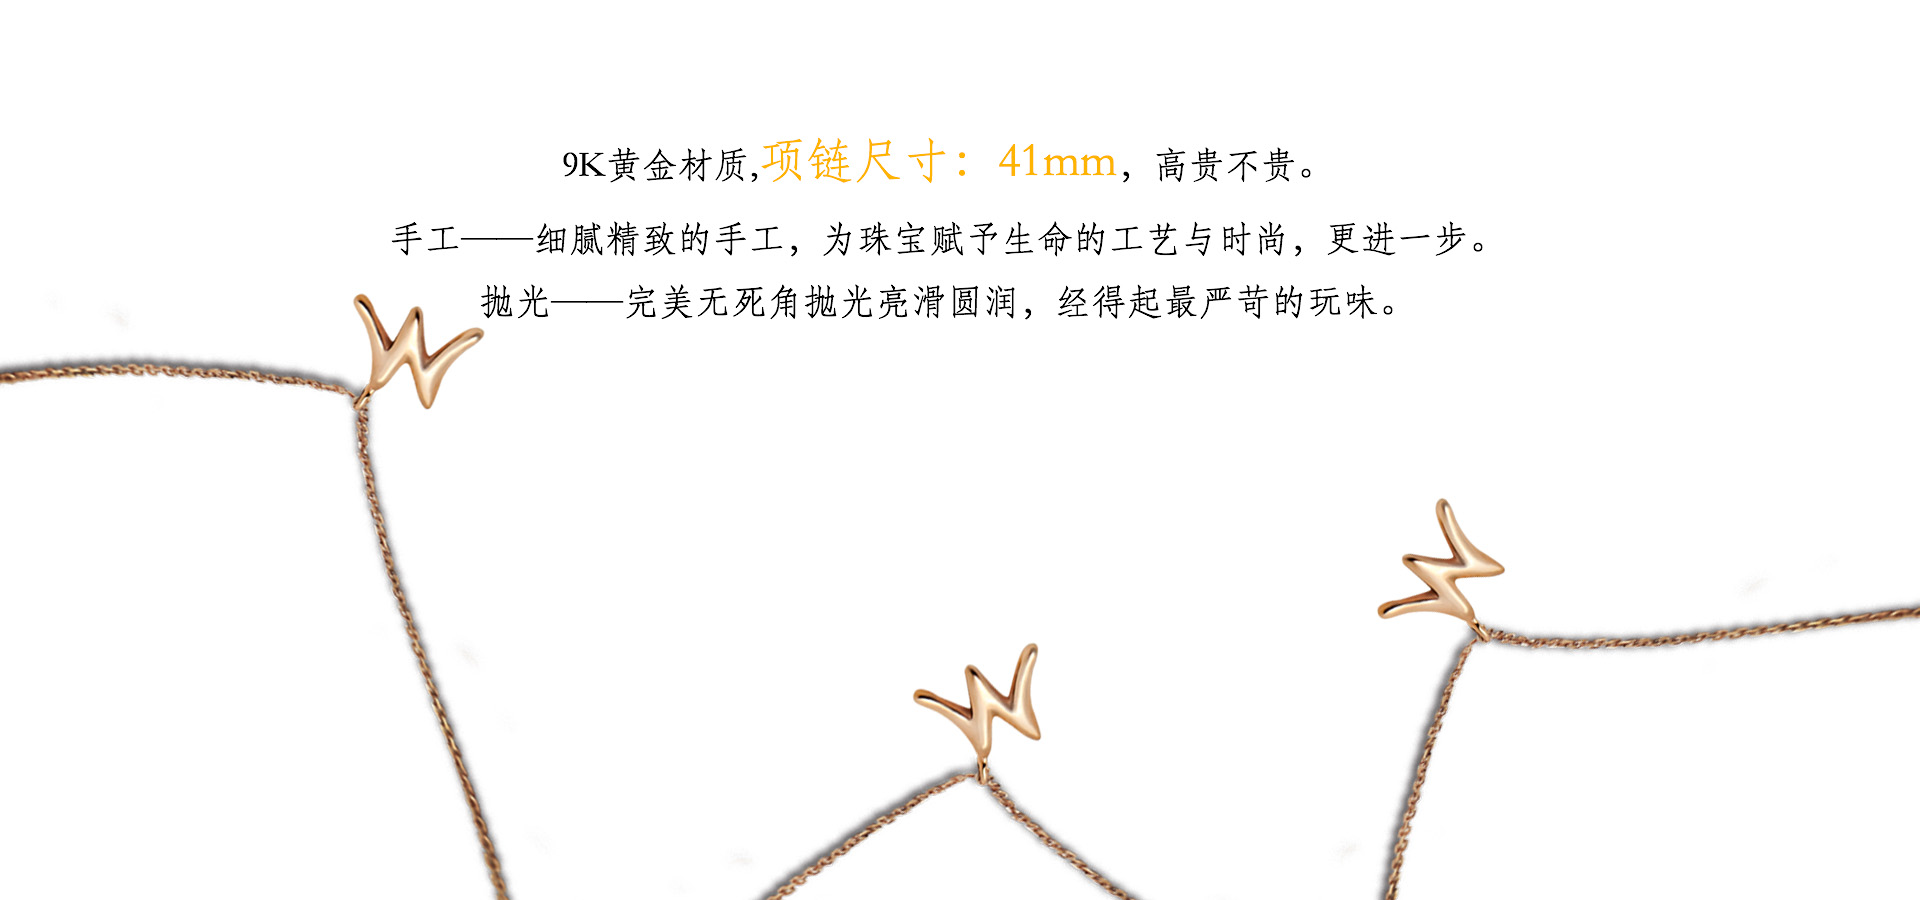 9K黄金材质,项链尺寸：41mm，高贵不贵。
手工——细腻精致的手工，为珠宝赋予生命的工艺与时尚，更进一步。
抛光——完美无死角抛光亮滑圆润，经得起最严苛的玩味。